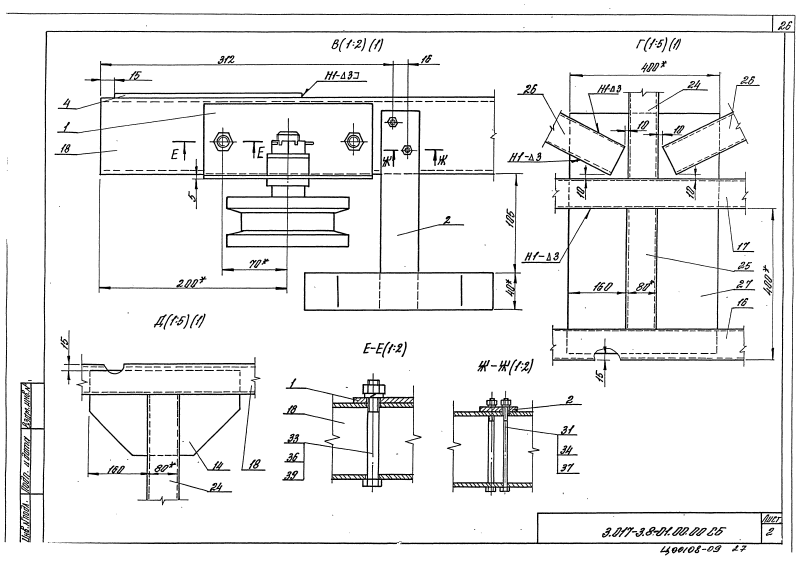 26
В(1:2)(1)
312
16
15
Н1-Δ3
4
1
18
Е
Е
Ж
Ж
5
2
105
70*
200*
40*
Г(1:5)(1)
400*
26
Н1-Δ3
24
26
10
10
Н1-Δ3
10
10
Н1-Δ3
17
25
27
160
80*
16
400*
15
Д(1:5)(1)
15
160
80*
14
18
24
Е-Е(1:2)
1
18
33
36
39
Ж-Ж(1:2)
2
31
34
37
3.017-3.8-01.00.00 СБ
Лист
2
ЦО0108-09 27
Инв.№подл.
Подп. и дата
Взам.инв.№